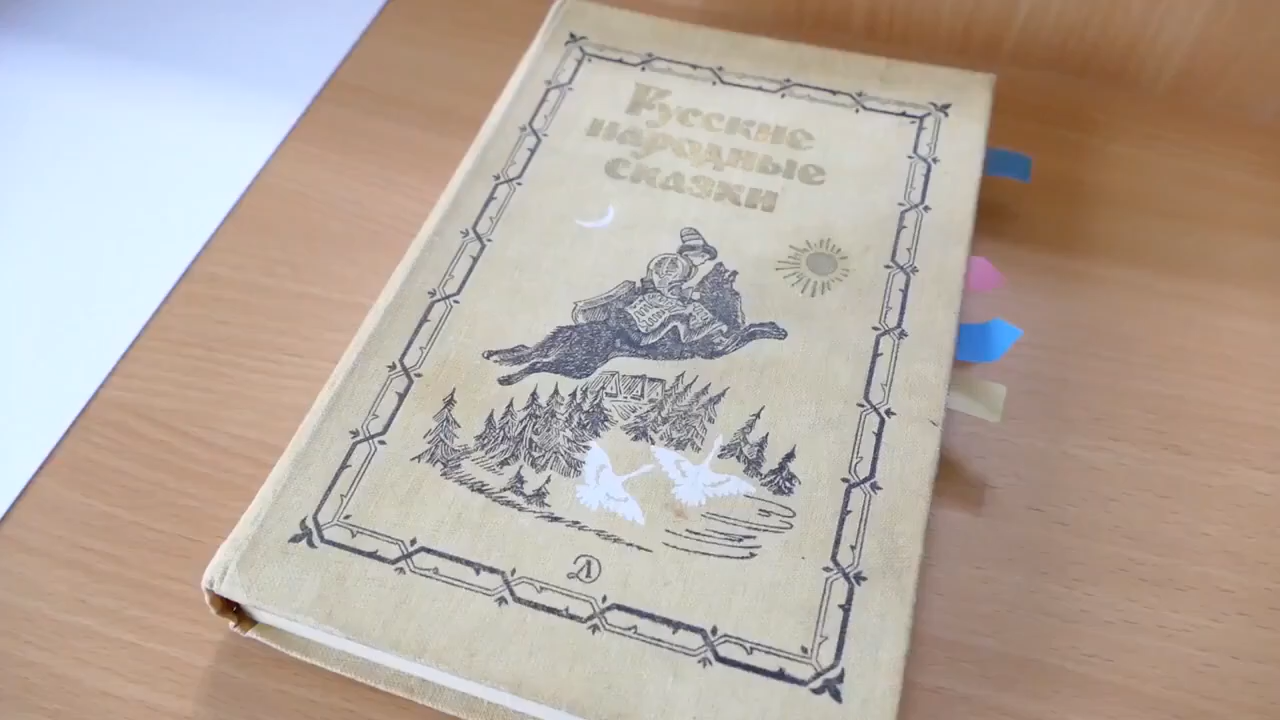 Русские
народные
сказки
Д